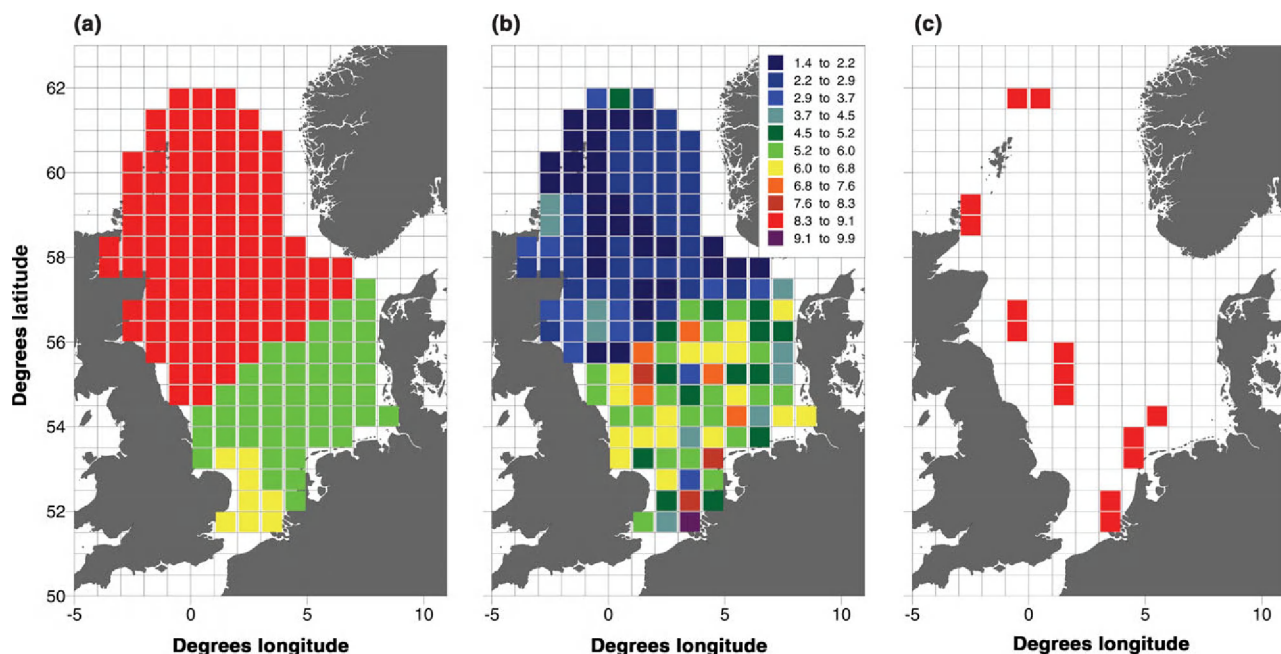 (a)
(b)
(c)
1.4 to 2.2
2.2 to 2.9
2.9 to 3.7
3.7 to 4.5
4.5 to 5.2
5.2 to 6.0
6.0 to 6.8
6.8 to 7.6
7.6 to 8.3
8.3 to 9.1
9.1 to 9.9
Degrees latitude
62
60
58
56
54
52
50
-5 0 5 10
-5 0 5 10
-5 0 5 10
Degrees longitude
Degrees longitude
Degrees longitude